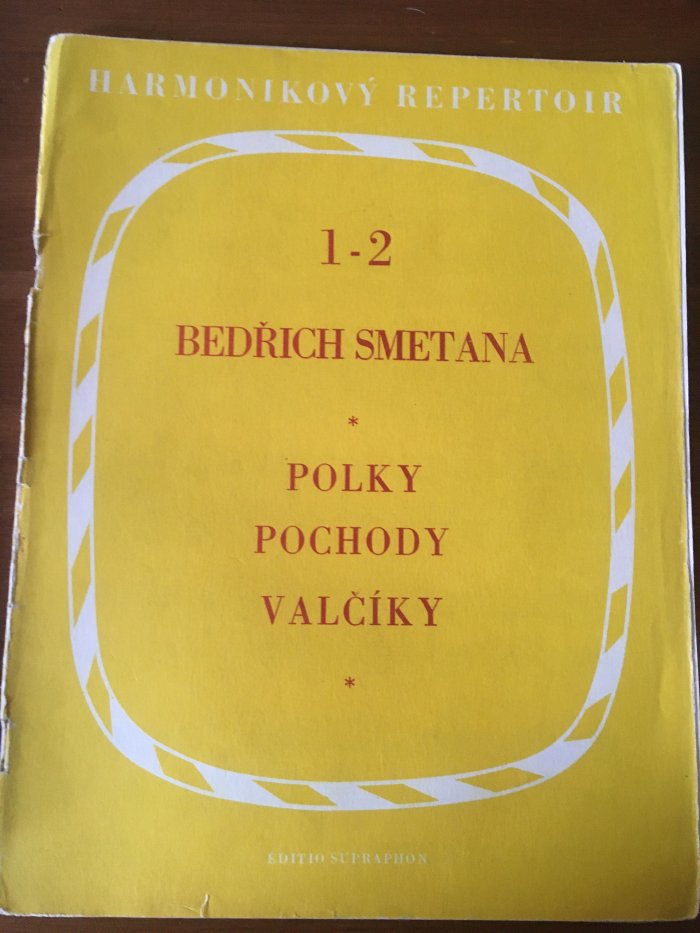 HARMONIKOVÝ REPERTOIR
1-2
BEDŘICH SMETANA
*
POLKY
POCHODY
VALČÍKY
*
EDITIO SUPRAPHON